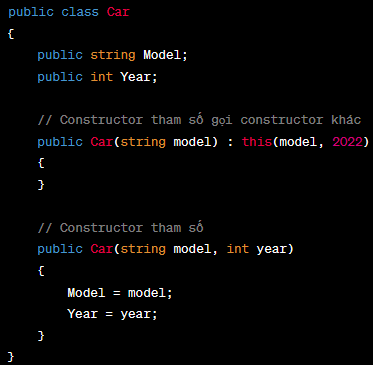 public class Car
{
    public string Model;
    public int Year;

    // Constructor tham số gọi constructor khác
    public Car(string model) : this(model, 2022)
    {
    }

    // Constructor tham số
    public Car(string model, int year)
    {
        Model = model;
        Year = year;
    }
}